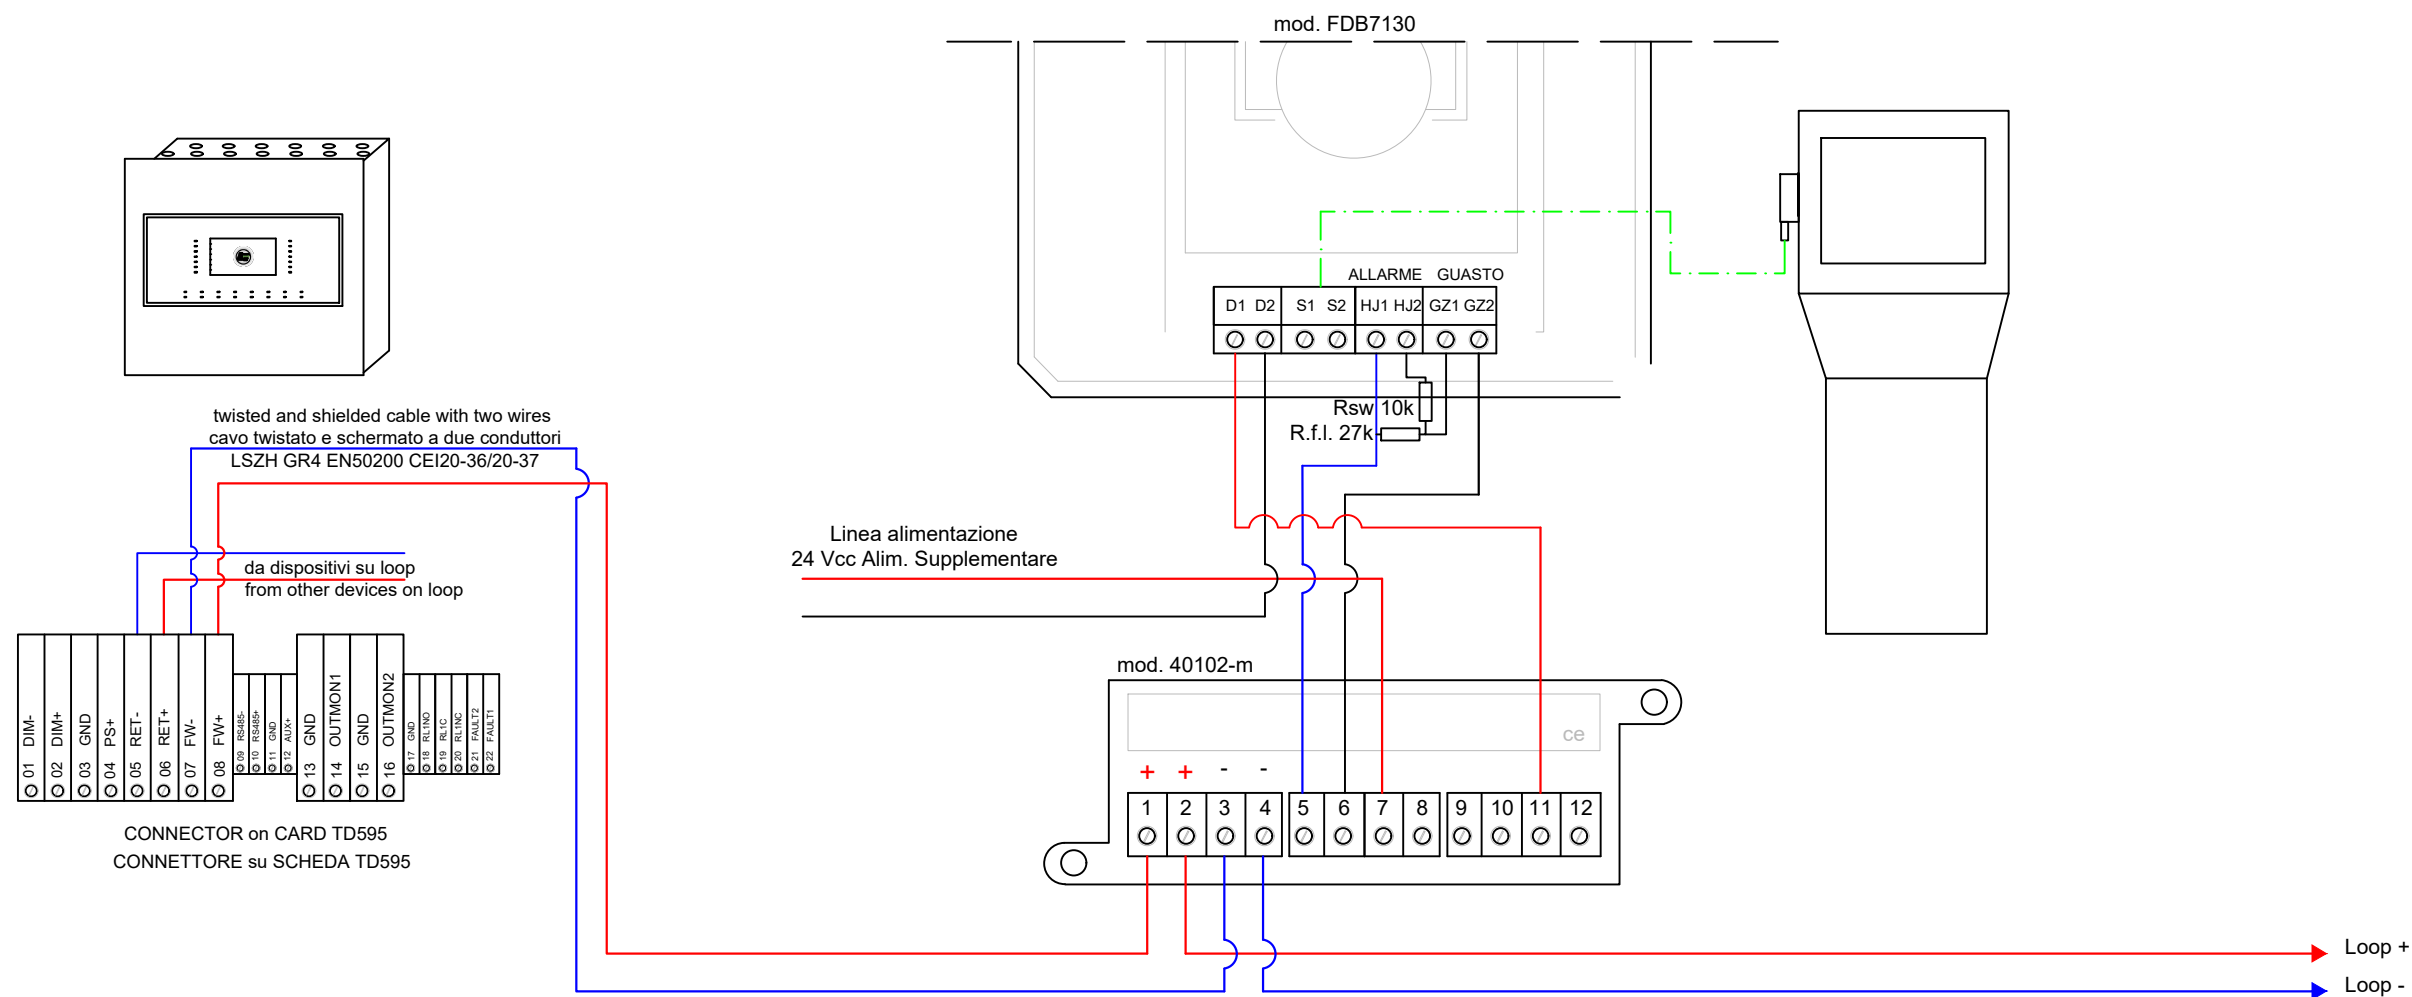 mod. FDB7130
ALLARME GUASTO
D1 D2 S1 S2 HJ1 HJ2 GZ1 GZ2
Rsw 10k
R.f.l. 27k
twisted and shielded cable with two wires
cavo twistato e schermato a due conduttori
LSZH GR4 EN50200 CEI20-36/20-37
Linea alimentazione
24 Vcc Alim. Supplementare
da dispositivi su loop
from other devices on loop
01 DIM-
02 DIM+
03 GND
04 PS+
05 RET-
06 RET+
07 FW-
08 FW+
09 RS485-
10 RS485+
11 GND
12 AUX+
13 GND
14 OUTMON1
15 GND
16 OUTMON2
17 GND
18 RL1NO
19 RL1C
20 RL1NC
21 FAULT2
22 FAULT1
CONNECTOR on CARD TD595
CONNETTORE su SCHEDA TD595
mod. 40102-m
ce
+ + - -
1 2 3 4 5 6 7 8 9 10 11 12
Loop +
Loop -